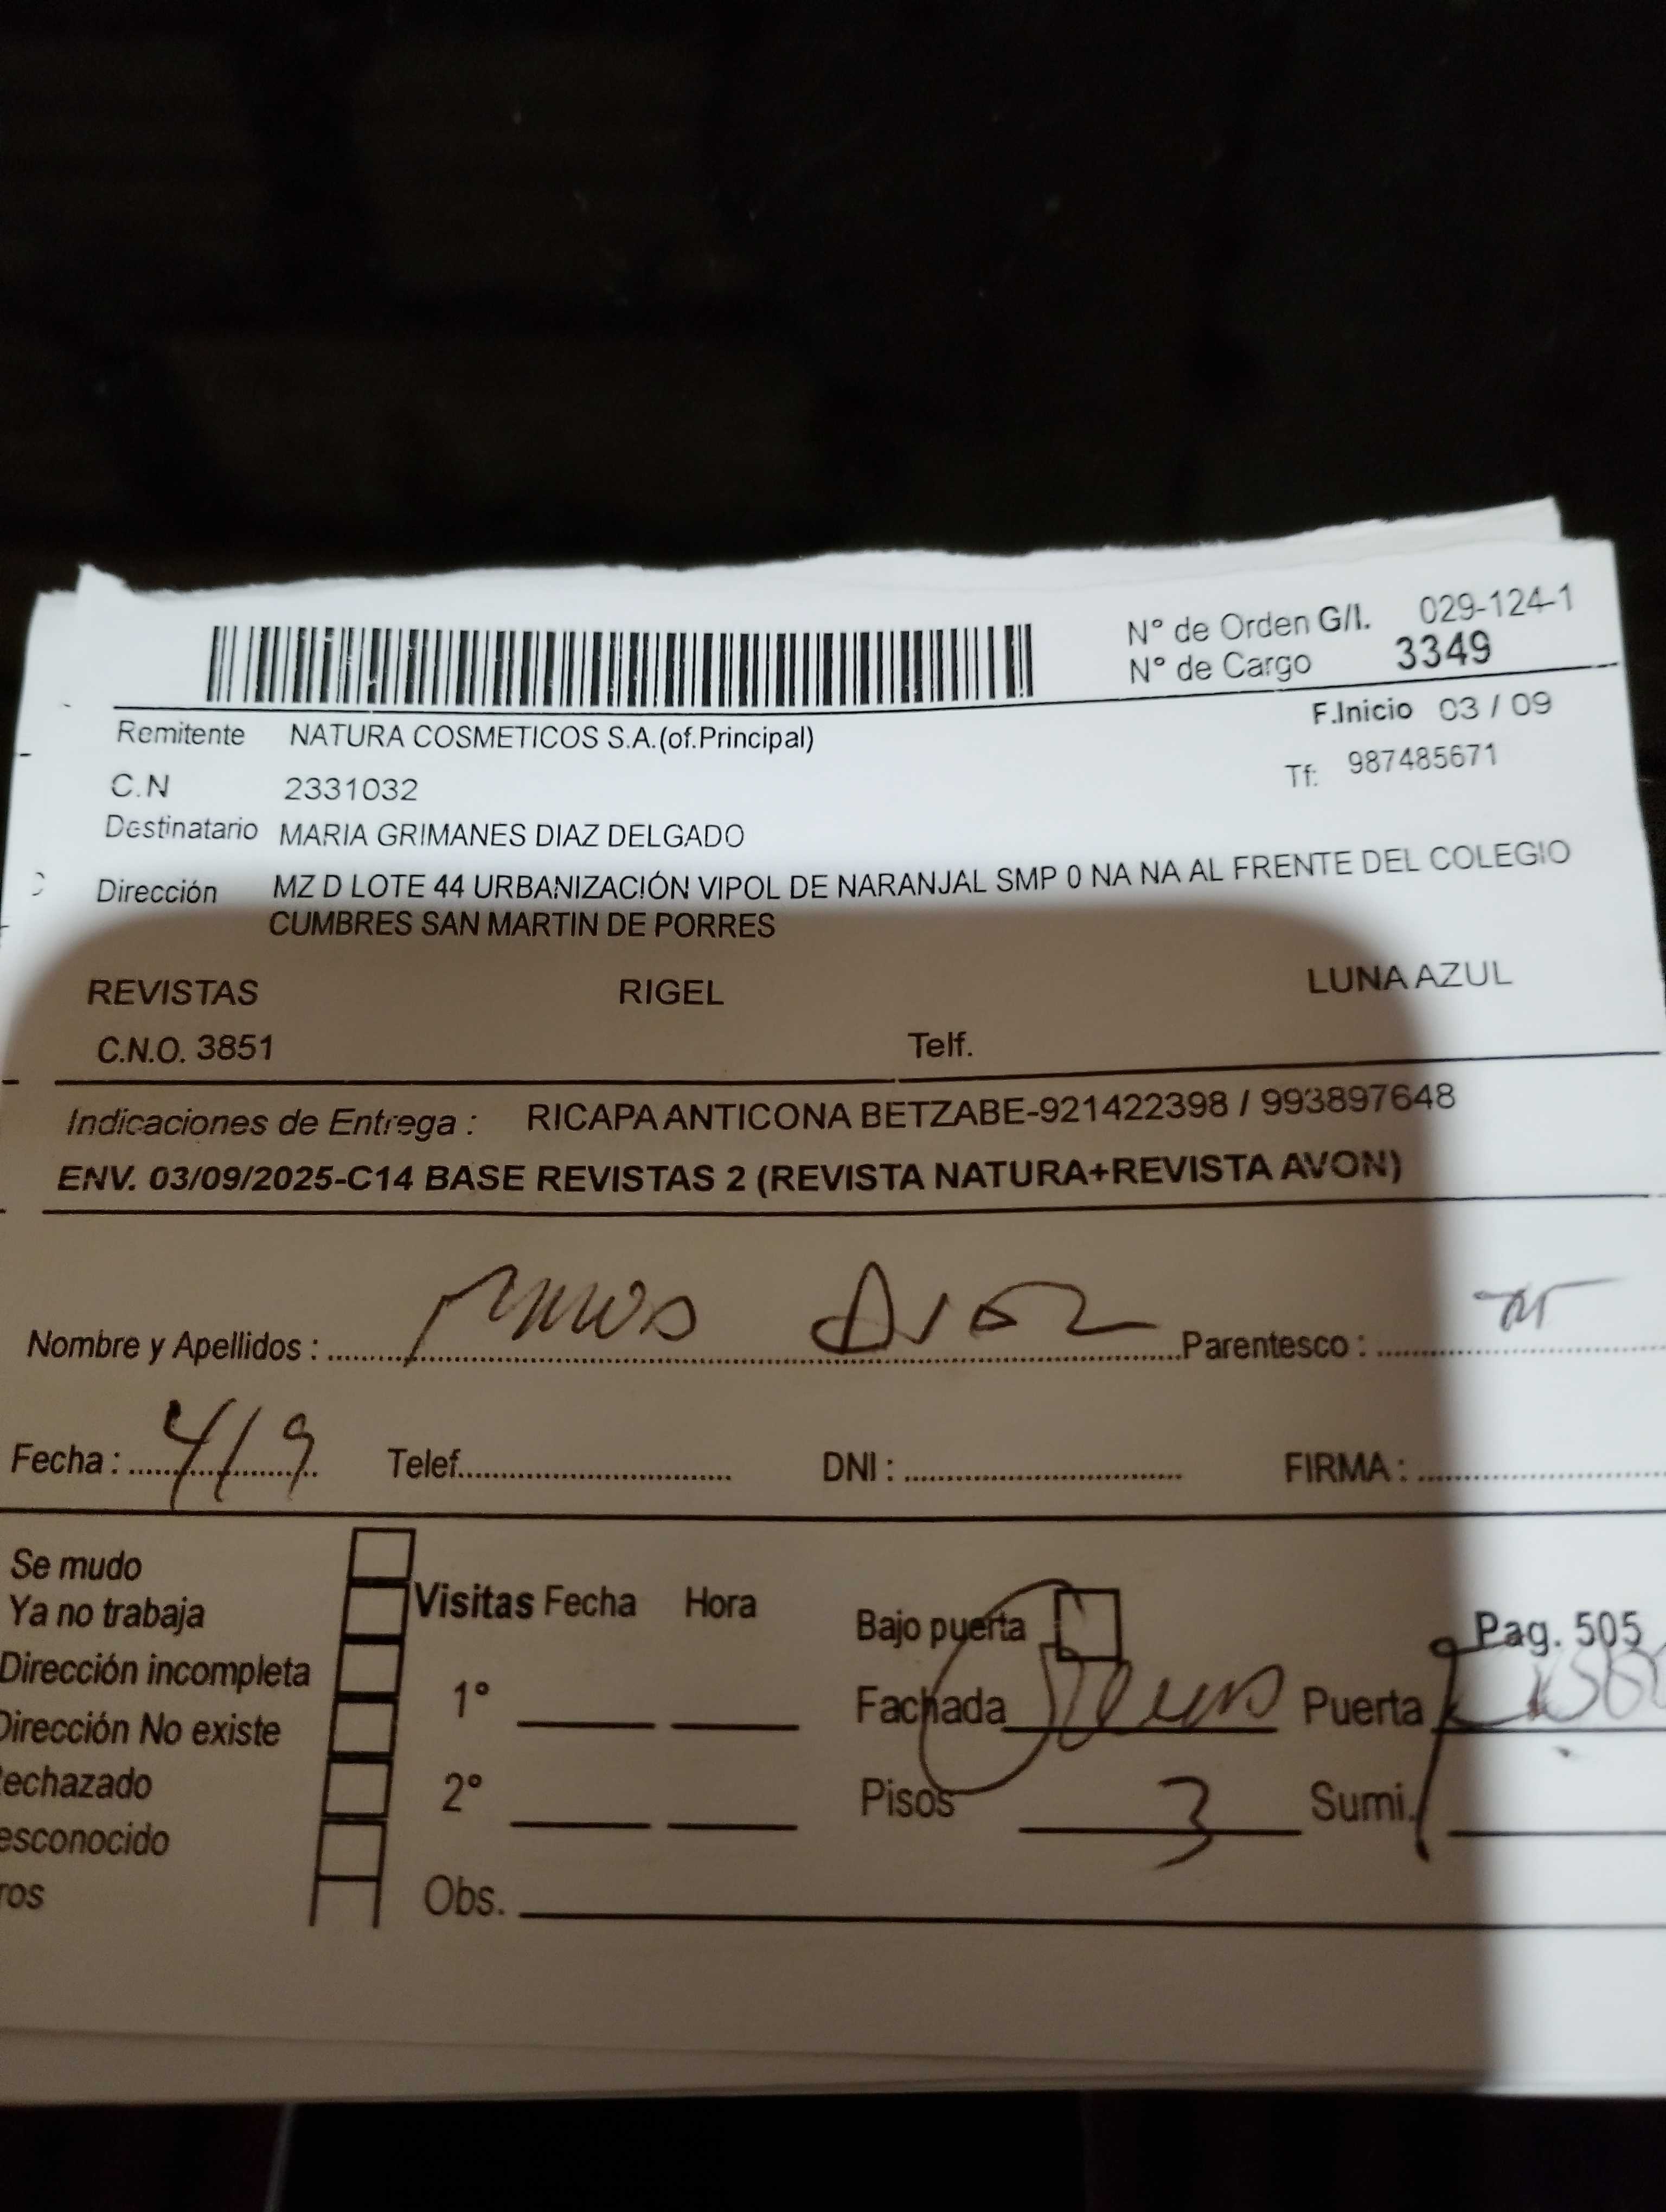 N° de Orden G/I. 029-124-1
N° de Cargo 3349
F.Inicio 03 / 09
Remitente NATURA COSMETICOS S.A.(of.Principal)
Tf: 987485671
C.N 2331032
Destinatario MARIA GRIMANES DIAZ DELGADO
Dirección MZ D LOTE 44 URBANIZACIÓN VIPOL DE NARANJAL SMP 0 NA NA AL FRENTE DEL COLEGIO
CUMBRES SAN MARTIN DE PORRES
REVISTAS RIGEL LUNA AZUL
C.N.O. 3851 Telf.
Indicaciones de Entrega : RICAPA ANTICONA BETZABE-921422398 / 993897648
ENV. 03/09/2025-C14 BASE REVISTAS 2 (REVISTA NATURA+REVISTA AVON)
Nombre y Apellidos : Diaz Parentesco :
Fecha : 4/9 Telef. DNI : FIRMA :
Se mudo
Ya no trabaja
Dirección incompleta
Dirección No existe
echazado
esconocido
ros
Visitas Fecha Hora
1°
2°
Obs.
Bajo puerta
Pag. 505
Fachada Puerta
Pisos 3 Sumi.